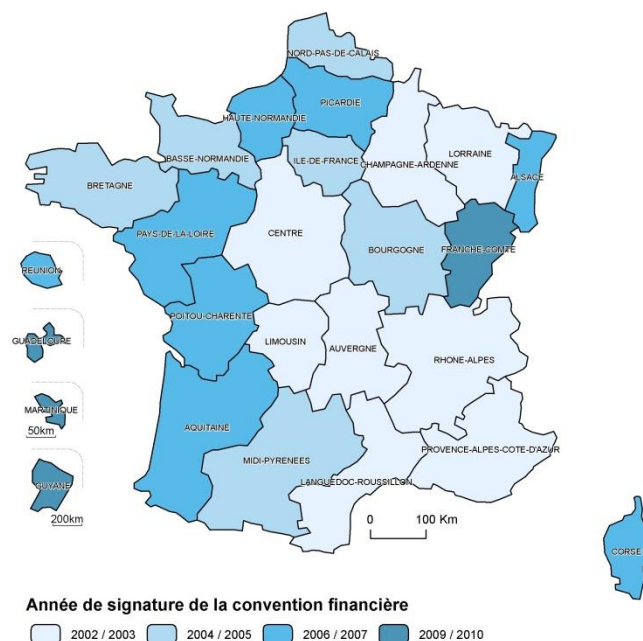 NORD-PAS-DE-CALAIS
HAUTE-NORMANDIE
PICARDIE
BASSE-NORMANDIE
ILE-DE-FRANCE
CHAMPAGNE-ARDENNE
LORRAINE
ALSACE
BRETAGNE
PAYS-DE-LA-LOIRE
CENTRE
BOURGOGNE
FRANCHE-COMTE
REUNION
POITOU-CHARENTE
GUADELOUPE
LIMOUSIN
AUVERGNE
RHONE-ALPES
MARTINIQUE
50km
AQUITAINE
MIDI-PYRENEES
PROVENCE-ALPES-COTE-D'AZUR
LANGUEDOC-ROUSSILLON
GUYANE
200km
0 100 Km
CORSE
Année de signature de la convention financière
2002 / 2003 2004 / 2005 2006 / 2007 2009 / 2010